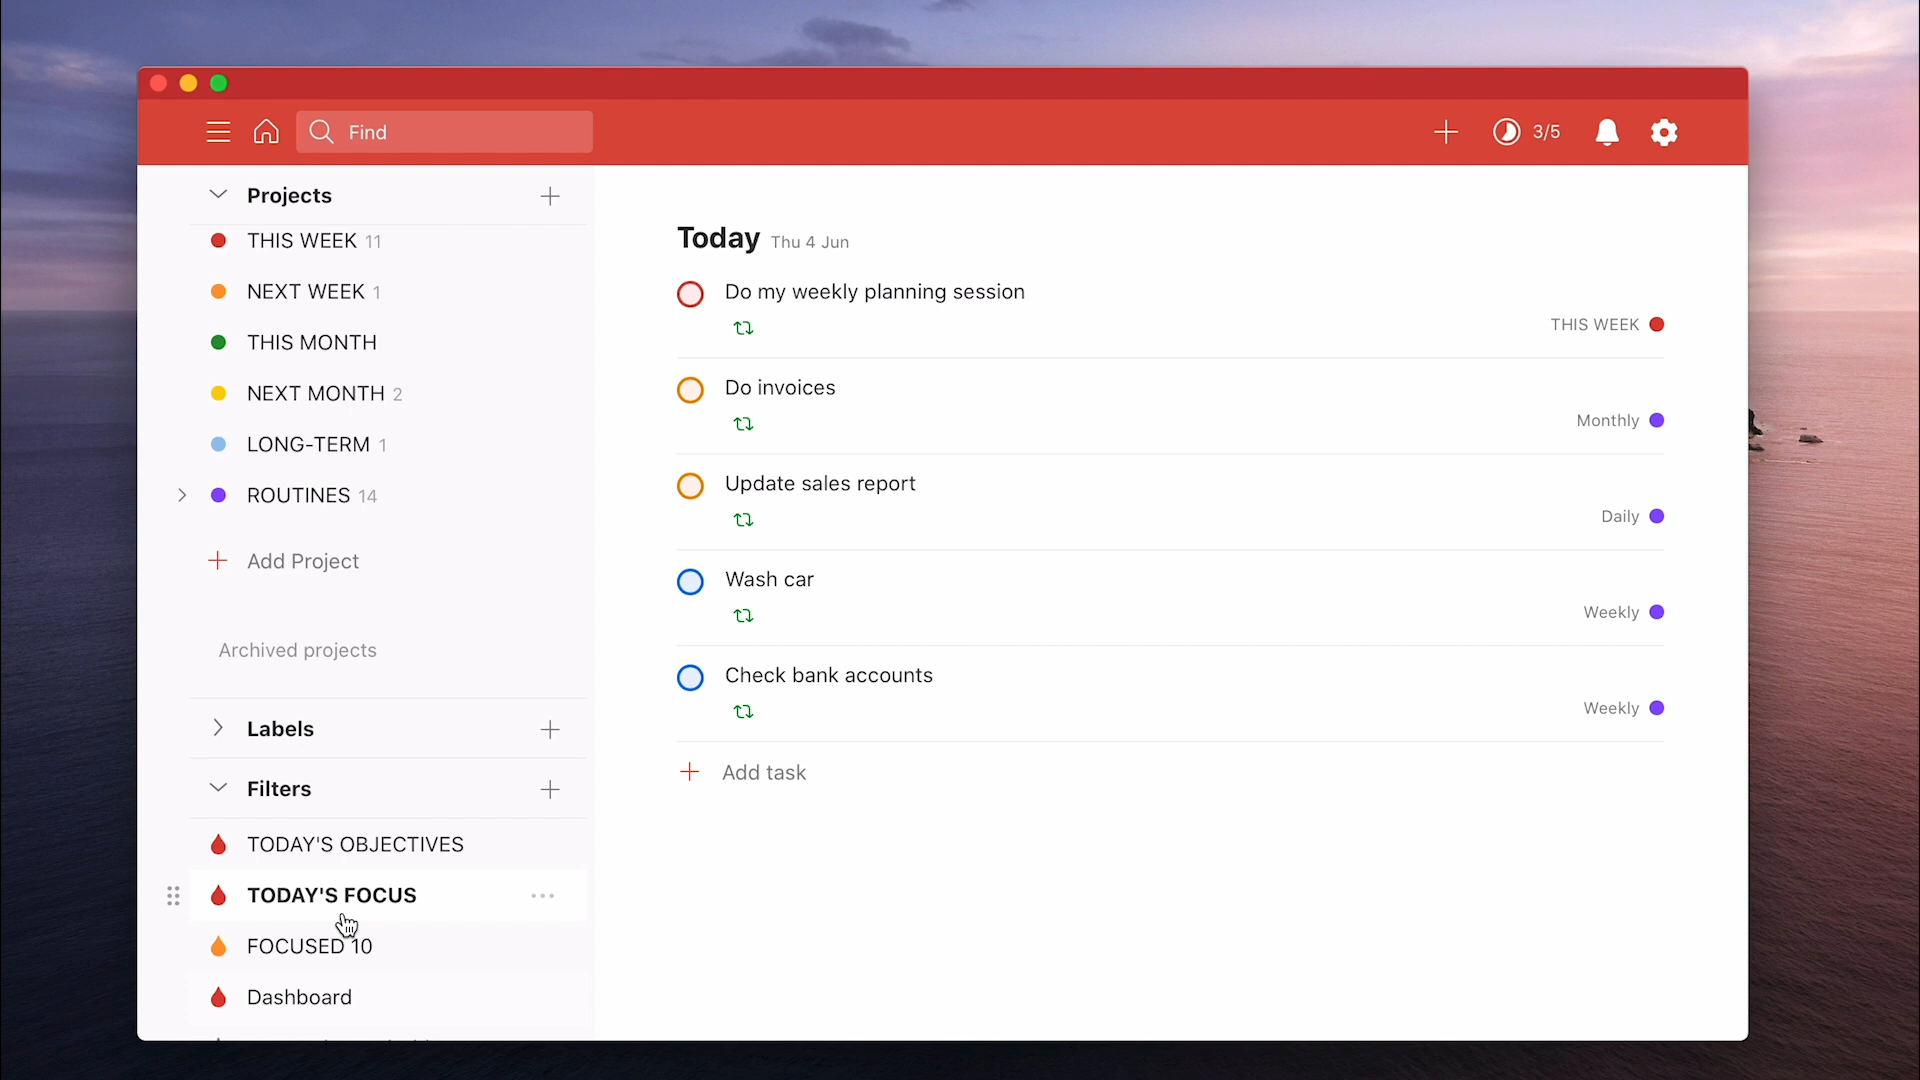 Find
3/5
Projects
THIS WEEK 11
NEXT WEEK 1
THIS MONTH
NEXT MONTH 2
LONG-TERM 1
ROUTINES 14
Add Project
Archived projects
Labels
Filters
TODAY'S OBJECTIVES
TODAY'S FOCUS
FOCUSED 10
Dashboard
Today Thu 4 Jun
Do my weekly planning session
THIS WEEK
Do invoices
Monthly
Update sales report
Daily
Wash car
Weekly
Check bank accounts
Weekly
Add task